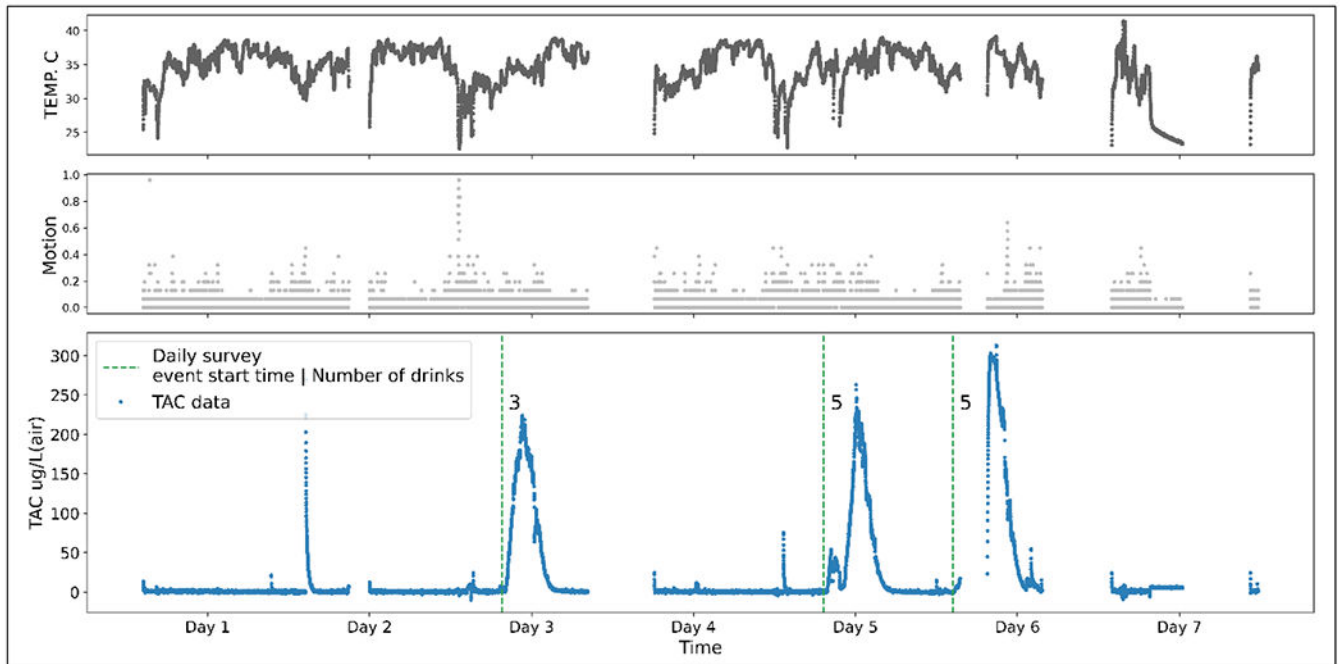 40
35
30
25
TEMP. C
1.0
0.8
0.6
0.4
0.2
0.0
Motion
300
250
200
150
100
50
0
TAC ug/L(air)
Daily survey
event start time | Number of drinks
TAC data
3
5
5
Day 1
Day 2
Day 3
Day 4
Day 5
Day 6
Day 7
Time